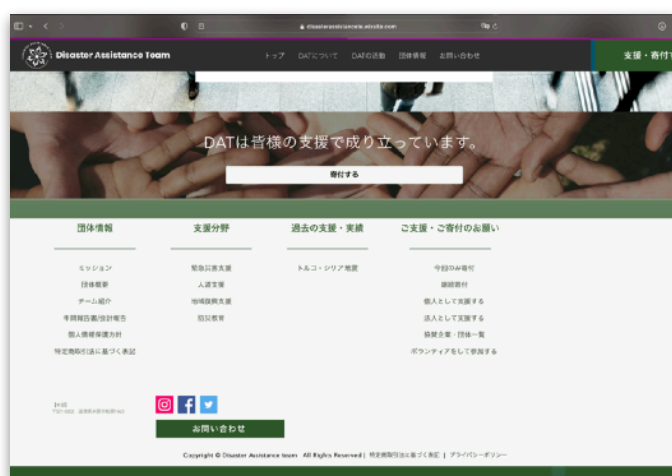 disasterassistancete.wixsite.com
Disaster Assistance Team
トップ DATについて DATの活動 団体情報 お問い合わせ
支援・寄付す
DATは皆様の支援で成り立っています。
寄付する
団体情報 支援分野 過去の支援・実績 ご支援・ご寄付のお願い
ミッション 緊急災害支援 トルコ・シリア地震 今回のみ寄付
団体概要 人道支援 継続寄付
チーム紹介 地域復興支援 個人として支援する
年間報告書/会計報告 防災教育 法人として支援する
個人情報保護方針 協賛企業・団体一覧
特定商取引法に基づく表記 ボランティアをして参加する
お問い合わせ
Copyright © Disaster Assistance team All Rights Reserved | 特定商取引法に基づく表記 | プライバシーポリシー